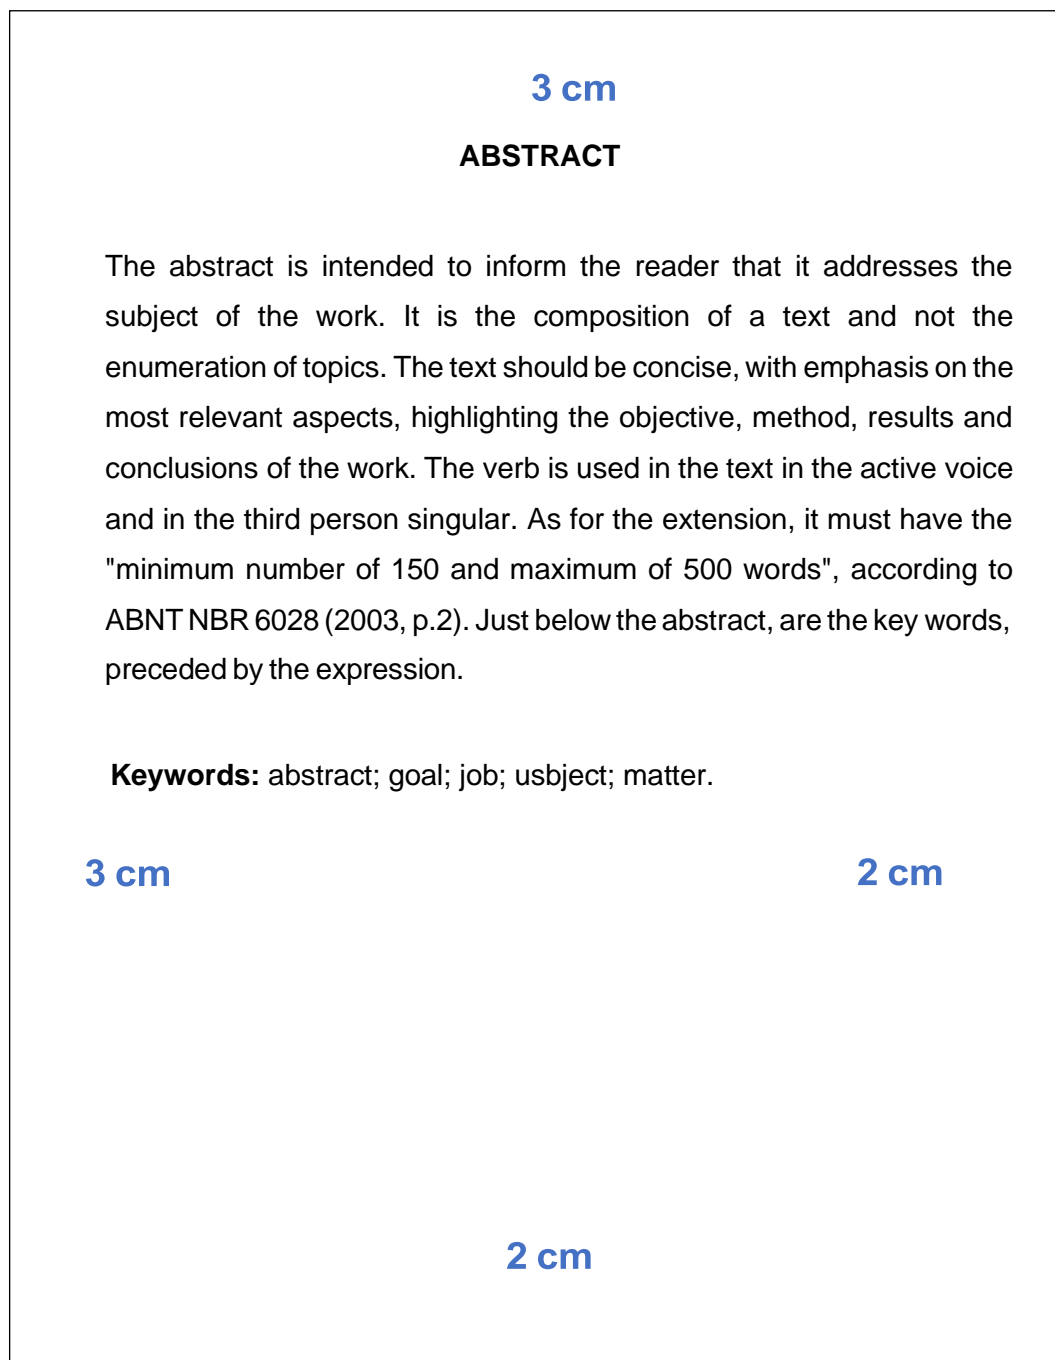 3 cm
ABSTRACT
The abstract is intended to inform the reader that it addresses the
subject of the work. It is the composition of a text and not the
enumeration of topics. The text should be concise, with emphasis on the
most relevant aspects, highlighting the objective, method, results and
conclusions of the work. The verb is used in the text in the active voice
and in the third person singular. As for the extension, it must have the
"minimum number of 150 and maximum of 500 words", according to
ABNT NBR 6028 (2003, p.2). Just below the abstract, are the key words,
preceded by the expression.
Keywords: abstract; goal; job; usbject; matter.
3 cm 2 cm
2 cm